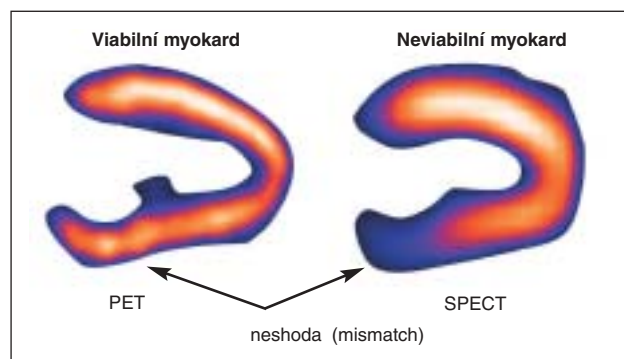 Viabilní myokard
Neviabilní myokard
PET
SPECT
neshoda (mismatch)